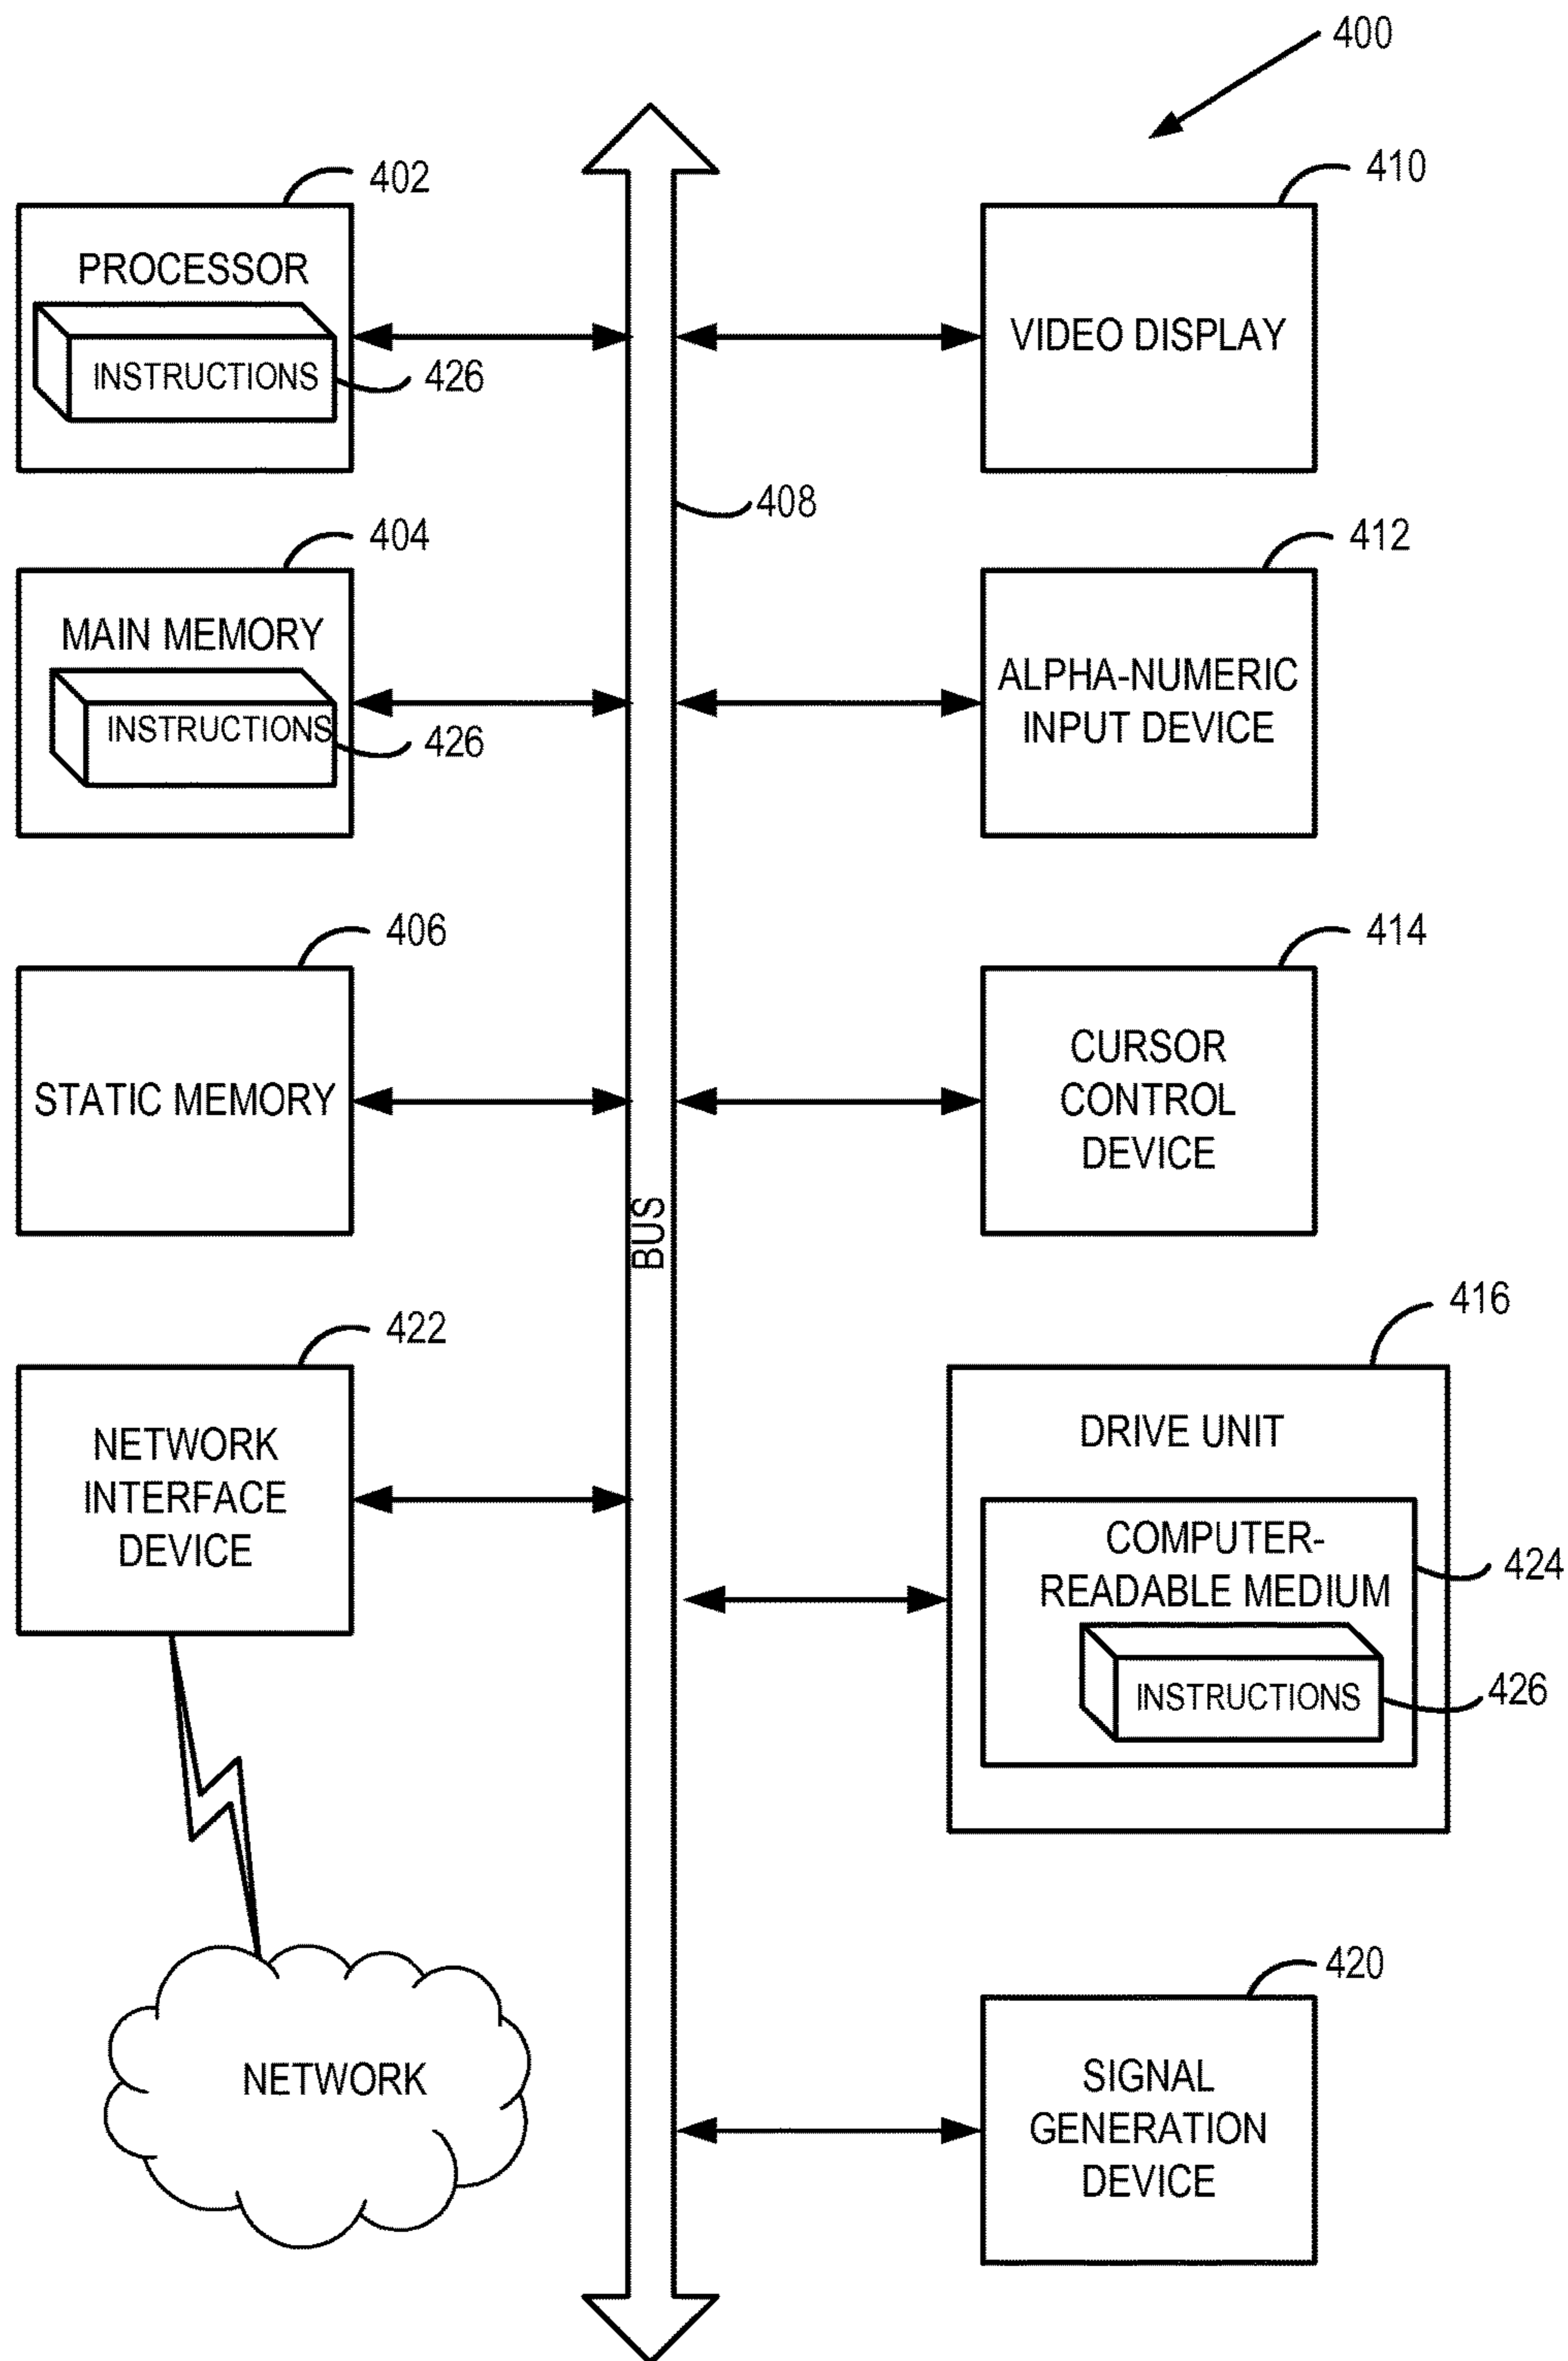 400
402
PROCESSOR
INSTRUCTIONS
426
404
MAIN MEMORY
INSTRUCTIONS
426
406
STATIC MEMORY
422
NETWORK
INTERFACE
DEVICE
NETWORK
BUS
408
410
VIDEO DISPLAY
412
ALPHA-NUMERIC
INPUT DEVICE
414
CURSOR
CONTROL
DEVICE
416
DRIVE UNIT
COMPUTER-
READABLE MEDIUM
424
INSTRUCTIONS
426
420
SIGNAL
GENERATION
DEVICE